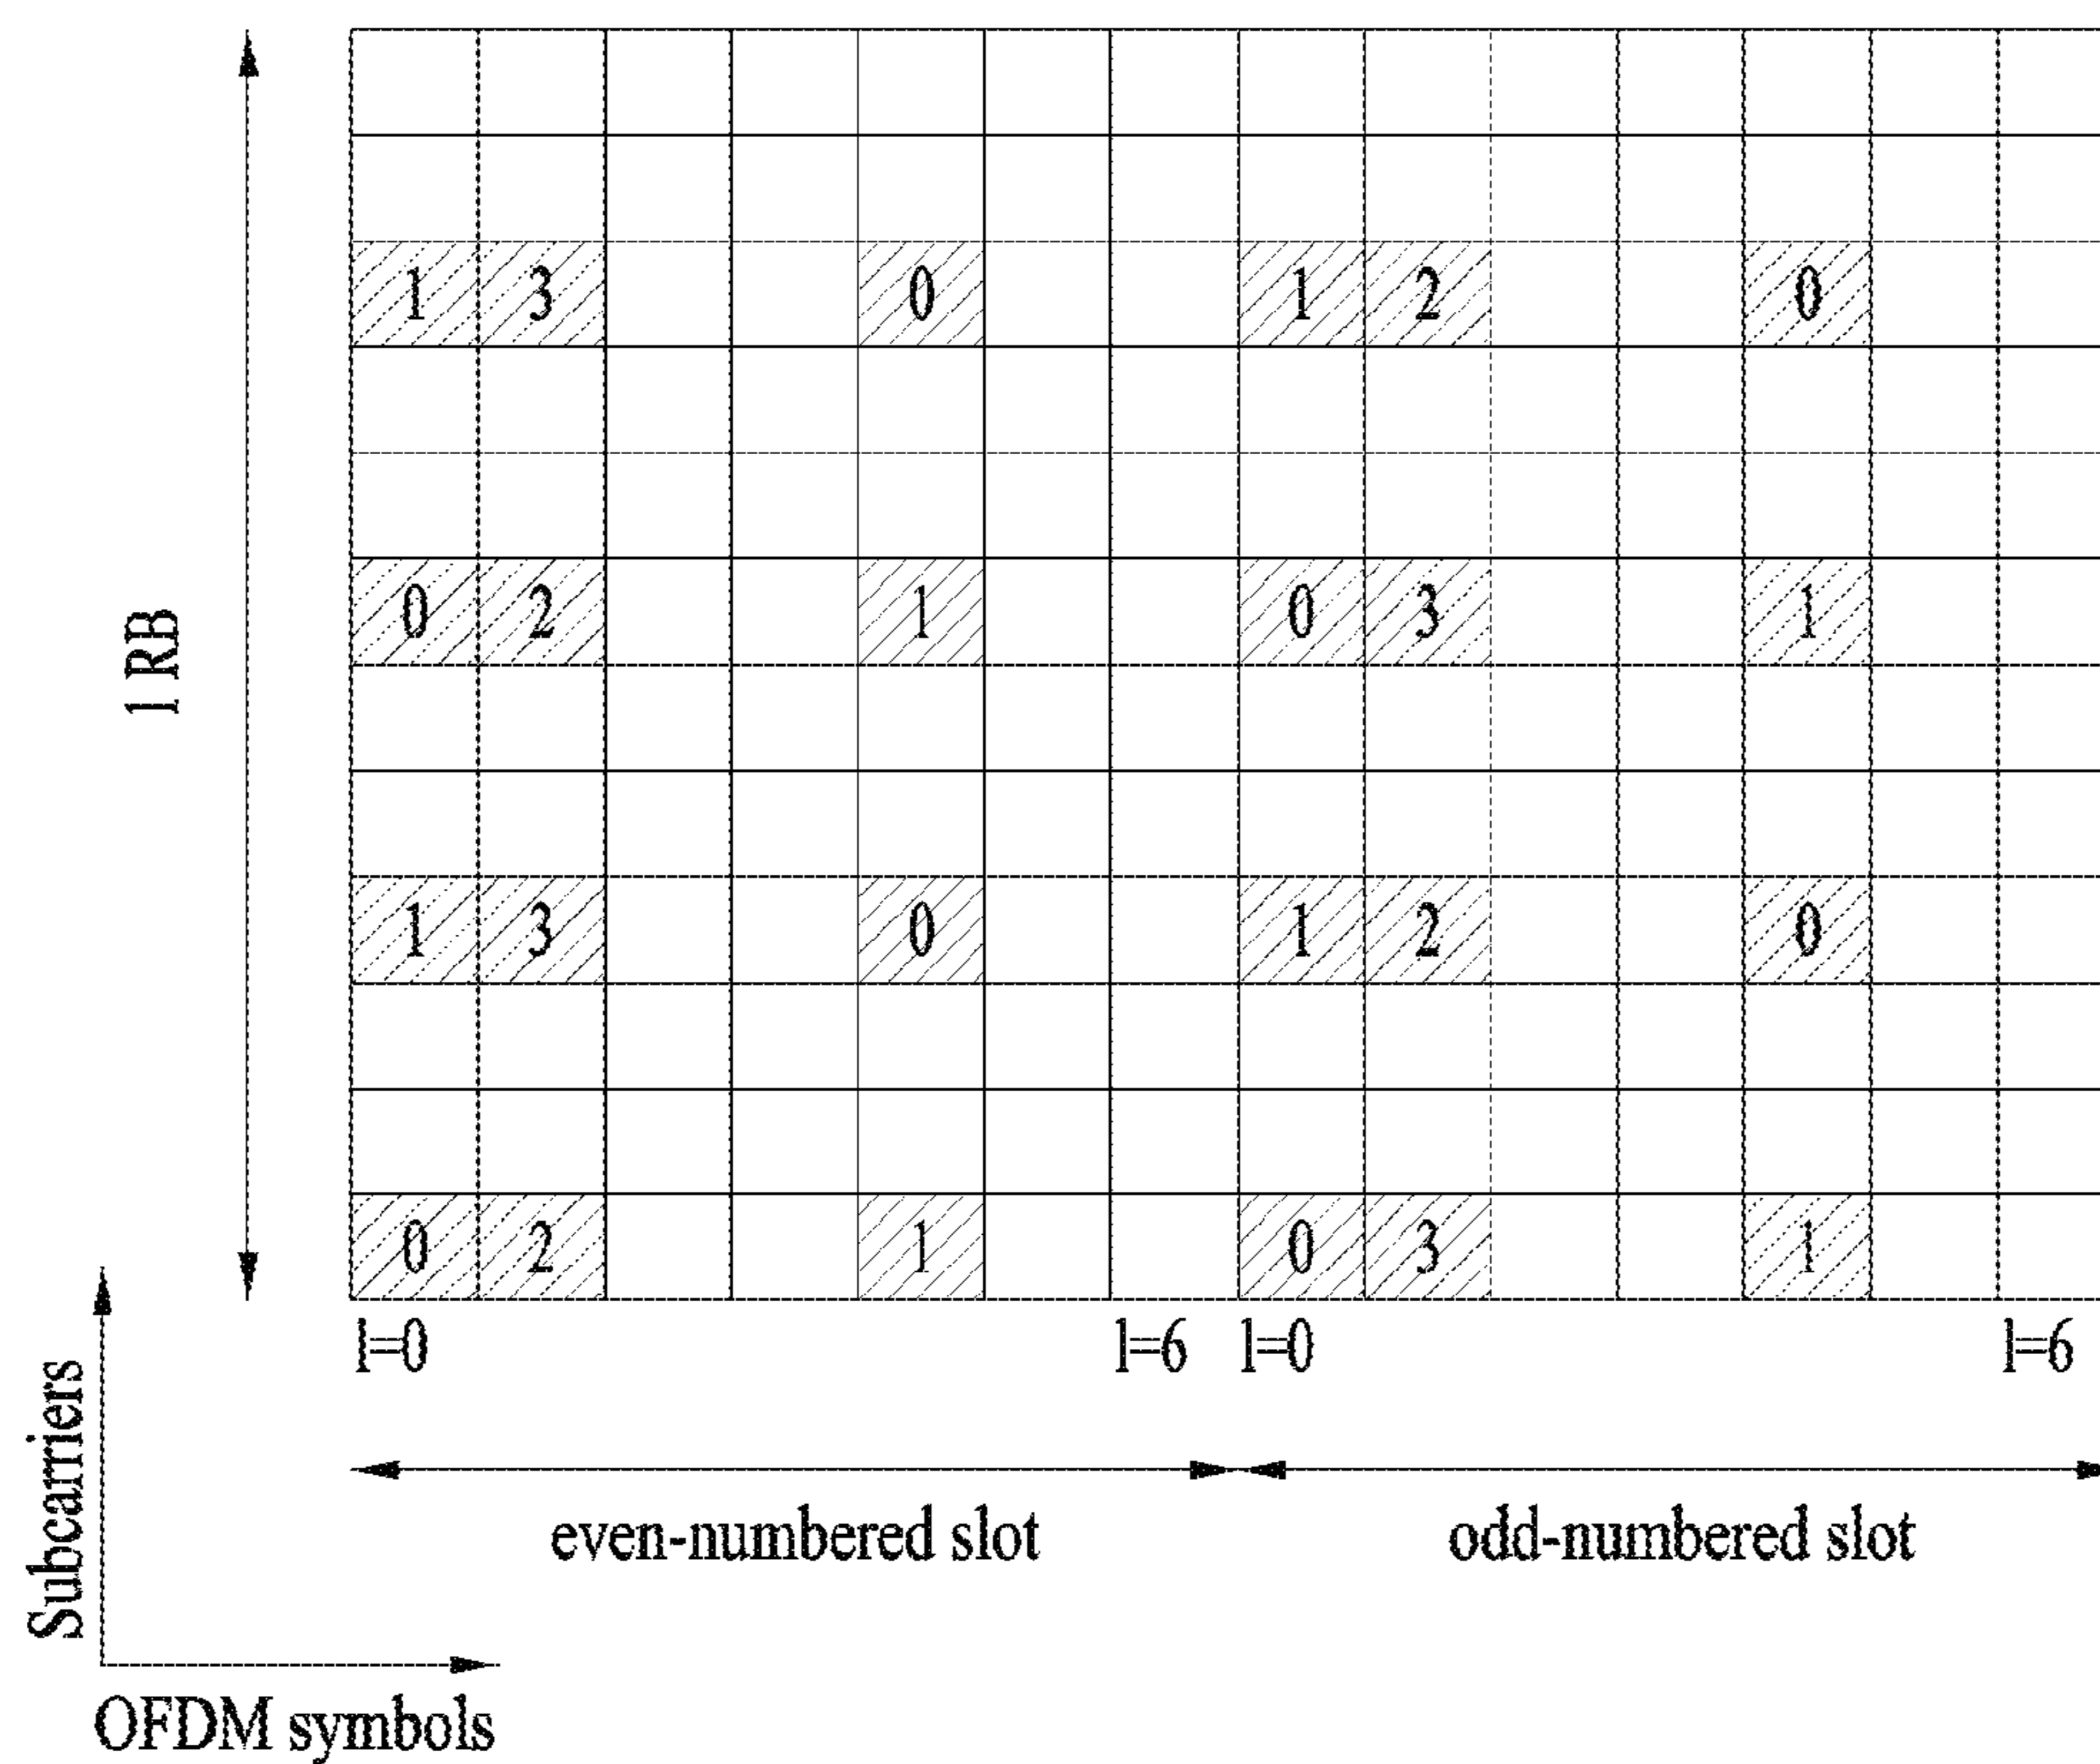 1 3 0 1 2 0
1 RB
0 2 1 0 3 1
1 3 0 1 2 0
0 2 1 0 3 1
l=0 l=6 l=0 l=6
Subcarriers
even-numbered slot odd-numbered slot
OFDM symbols